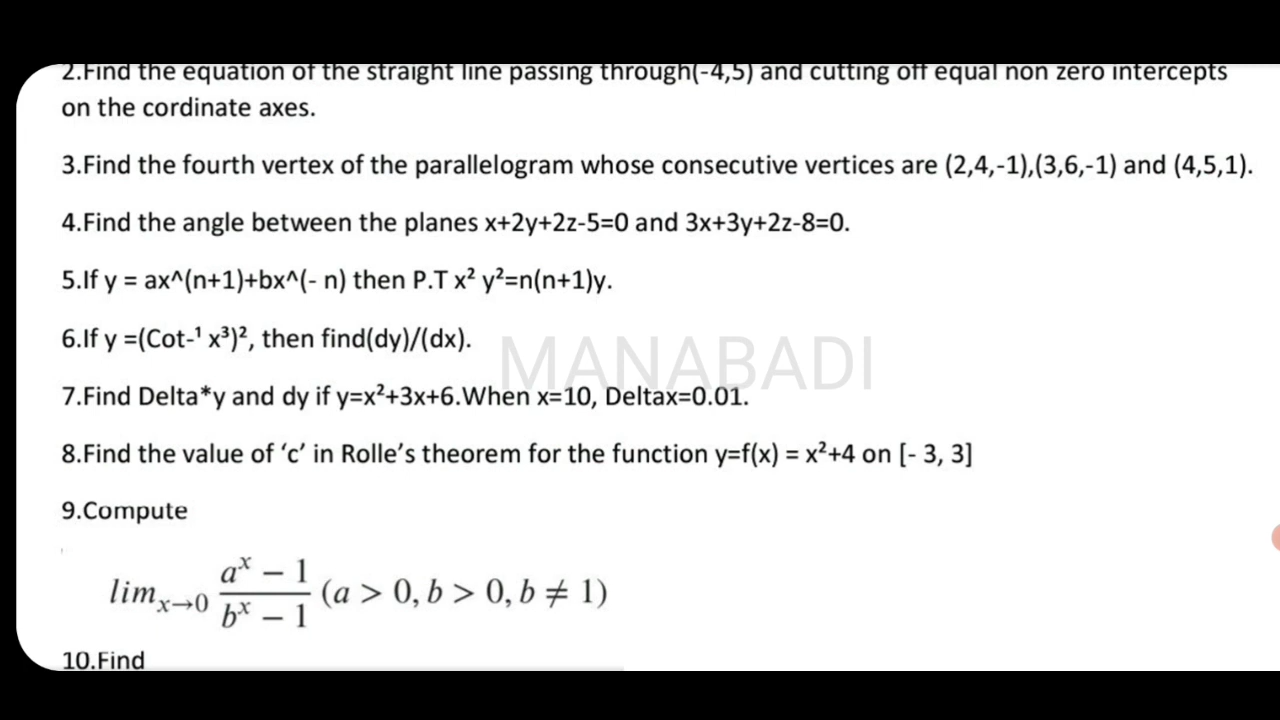 2.Find the equation of the straight line passing through(-4,5) and cutting off equal non zero intercepts
on the cordinate axes.
3.Find the fourth vertex of the parallelogram whose consecutive vertices are (2,4,-1),(3,6,-1) and (4,5,1).
4.Find the angle between the planes x+2y+2z-5=0 and 3x+3y+2z-8=0.
5.If y = ax^(n+1)+bx^(- n) then P.T x² y²=n(n+1)y.
6.If y =(Cot-¹ x³)², then find(dy)/(dx).
MANABADI
7.Find Delta*y and dy if y=x²+3x+6.When x=10, Deltax=0.01.
8.Find the value of ‘c’ in Rolle’s theorem for the function y=f(x) = x²+4 on [- 3, 3]
9.Compute
lim x→0 (a^x − 1)/(b^x − 1) (a > 0, b > 0, b ≠ 1)
10.Find